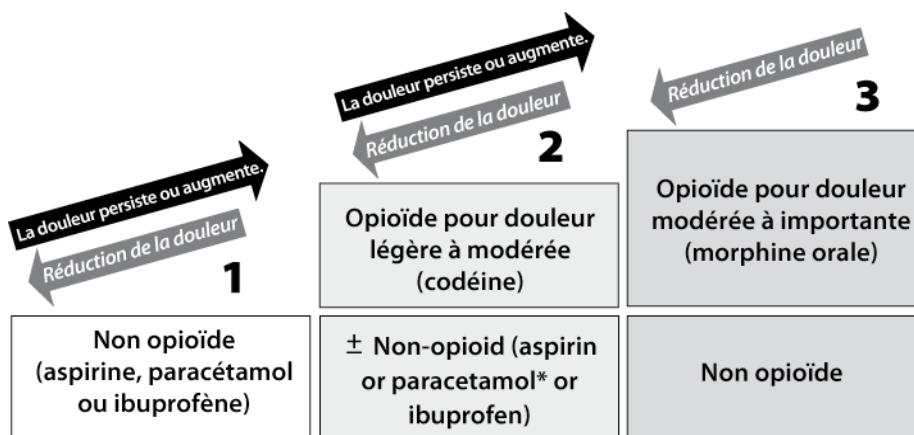 La douleur persiste ou augmente.
Réduction de la douleur
1
Non opioïde
(aspirine, paracétamol
ou ibuprofène)
La douleur persiste ou augmente.
Réduction de la douleur
2
Opioïde pour douleur
légère à modérée
(codéine)
± Non-opioid (aspirin
or paracetamol* or
ibuprofen)
Réduction de la douleur
3
Opioïde pour douleur
modérée à importante
(morphine orale)
Non opioïde